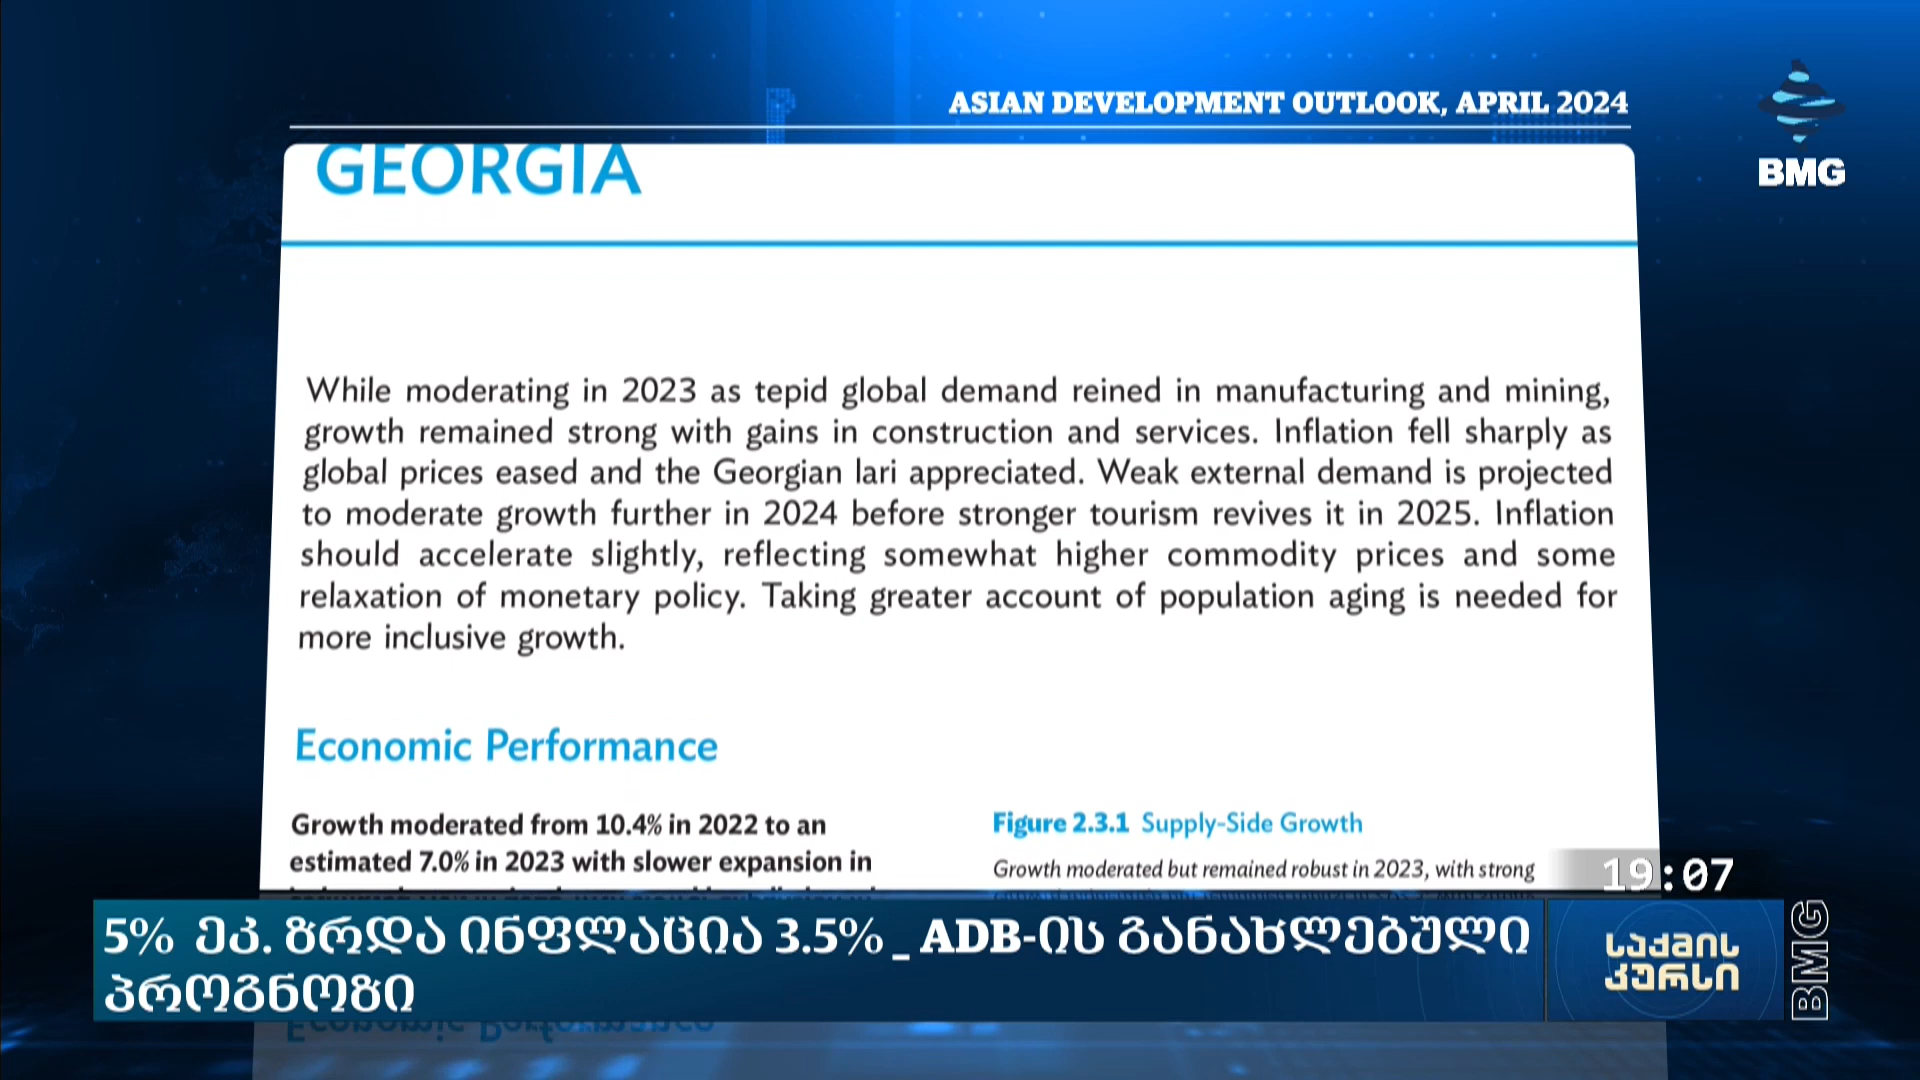 ASIAN DEVELOPMENT OUTLOOK, APRIL 2024
BMG
GEORGIA
While moderating in 2023 as tepid global demand reined in manufacturing and mining,
growth remained strong with gains in construction and services. Inflation fell sharply as
global prices eased and the Georgian lari appreciated. Weak external demand is projected
to moderate growth further in 2024 before stronger tourism revives it in 2025. Inflation
should accelerate slightly, reflecting somewhat higher commodity prices and some
relaxation of monetary policy. Taking greater account of population aging is needed for
more inclusive growth.
Economic Performance
Growth moderated from 10.4% in 2022 to an
estimated 7.0% in 2023 with slower expansion in
Figure 2.3.1 Supply-Side Growth
Growth moderated but remained robust in 2023, with strong
19:07
5% ეკ. ზრდა ინფლაცია 3.5% _ ADB-ის განახლებული
პროგნოზი
საქმის
კურსი
BMG